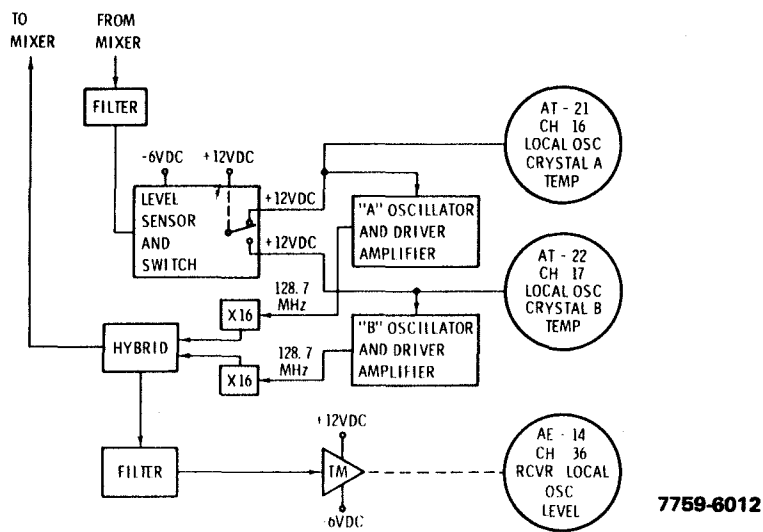 TO
MIXER
FROM
MIXER
FILTER
-6VDC
+12VDC
LEVEL
SENSOR
AND
SWITCH
+12VDC
+12VDC
AT - 21
CH 16
LOCAL OSC
CRYSTAL A
TEMP
"A" OSCILLATOR
AND DRIVER
AMPLIFIER
AT - 22
CH 17
LOCAL OSC
CRYSTAL B
TEMP
128.7
MHz
X16
"B" OSCILLATOR
AND DRIVER
AMPLIFIER
HYBRID
128.7
MHz
X16
FILTER
+12VDC
TM
-6VDC
AE - 14
CH 36
RCVR LOCAL
OSC
LEVEL
7759-6012